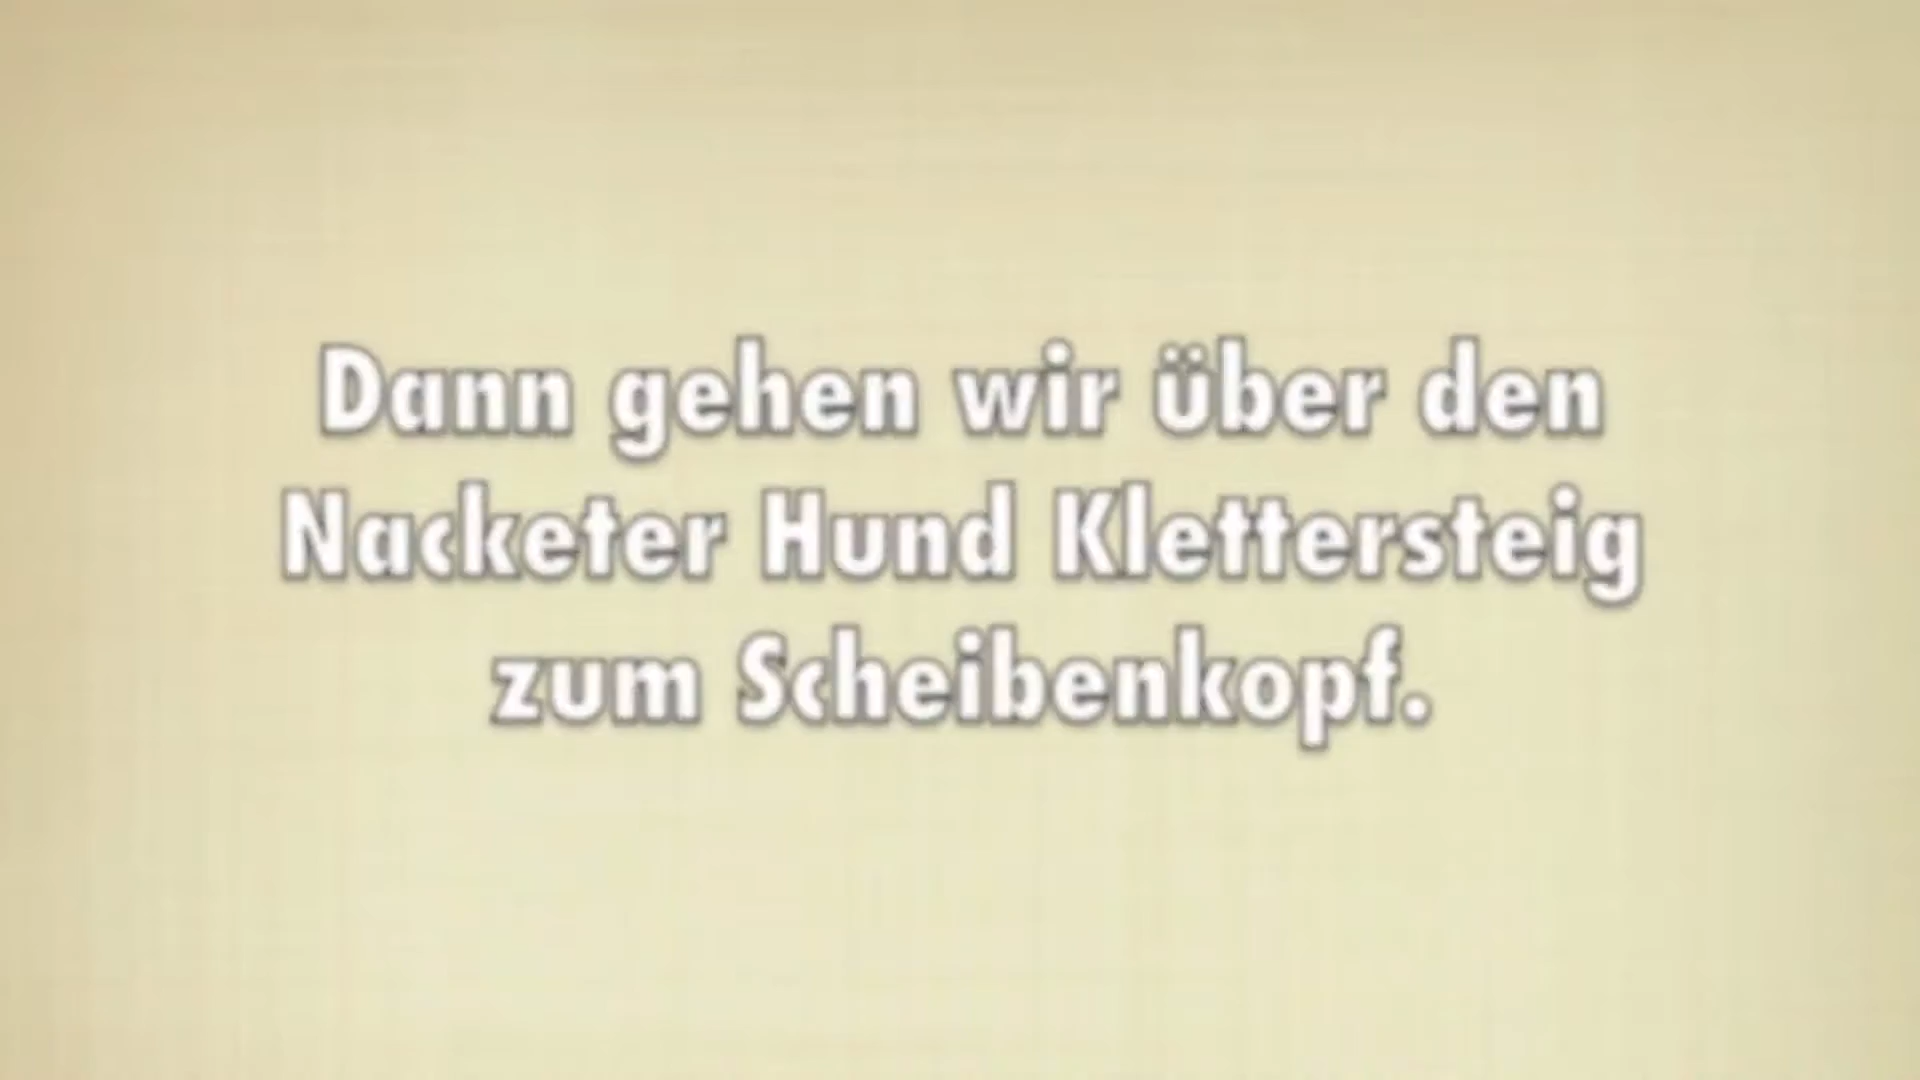 Dann gehen wir über den
Nacketer Hund Klettersteig
zum Scheibenkopf.